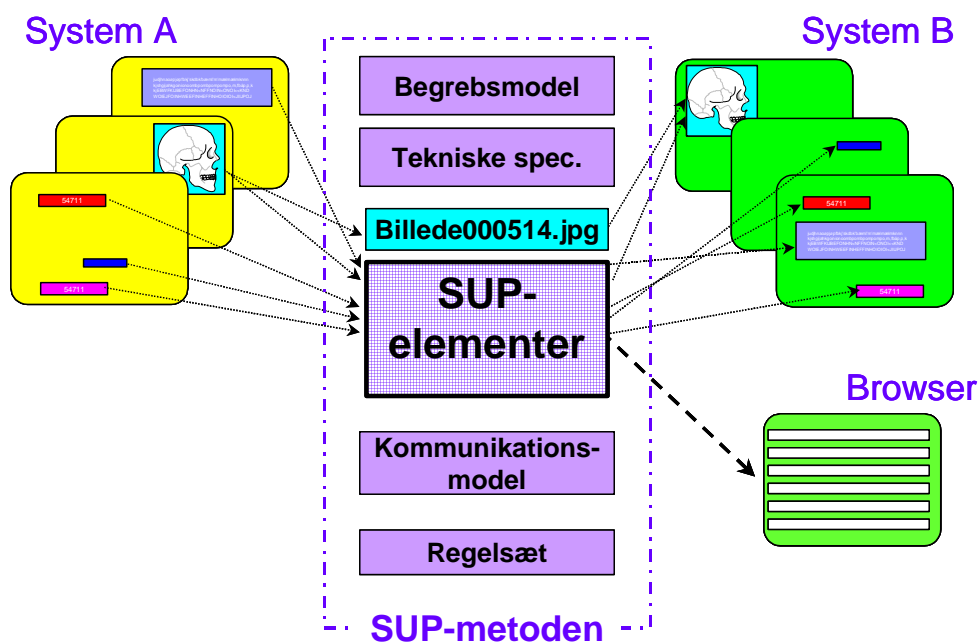 System A
System B
Begrebsmodel
Tekniske spec.
Billede000514.jpg
54711
54711
SUP-
elementer
54711
54711
Browser
Kommunikations-
model
Regelsæt
SUP-metoden